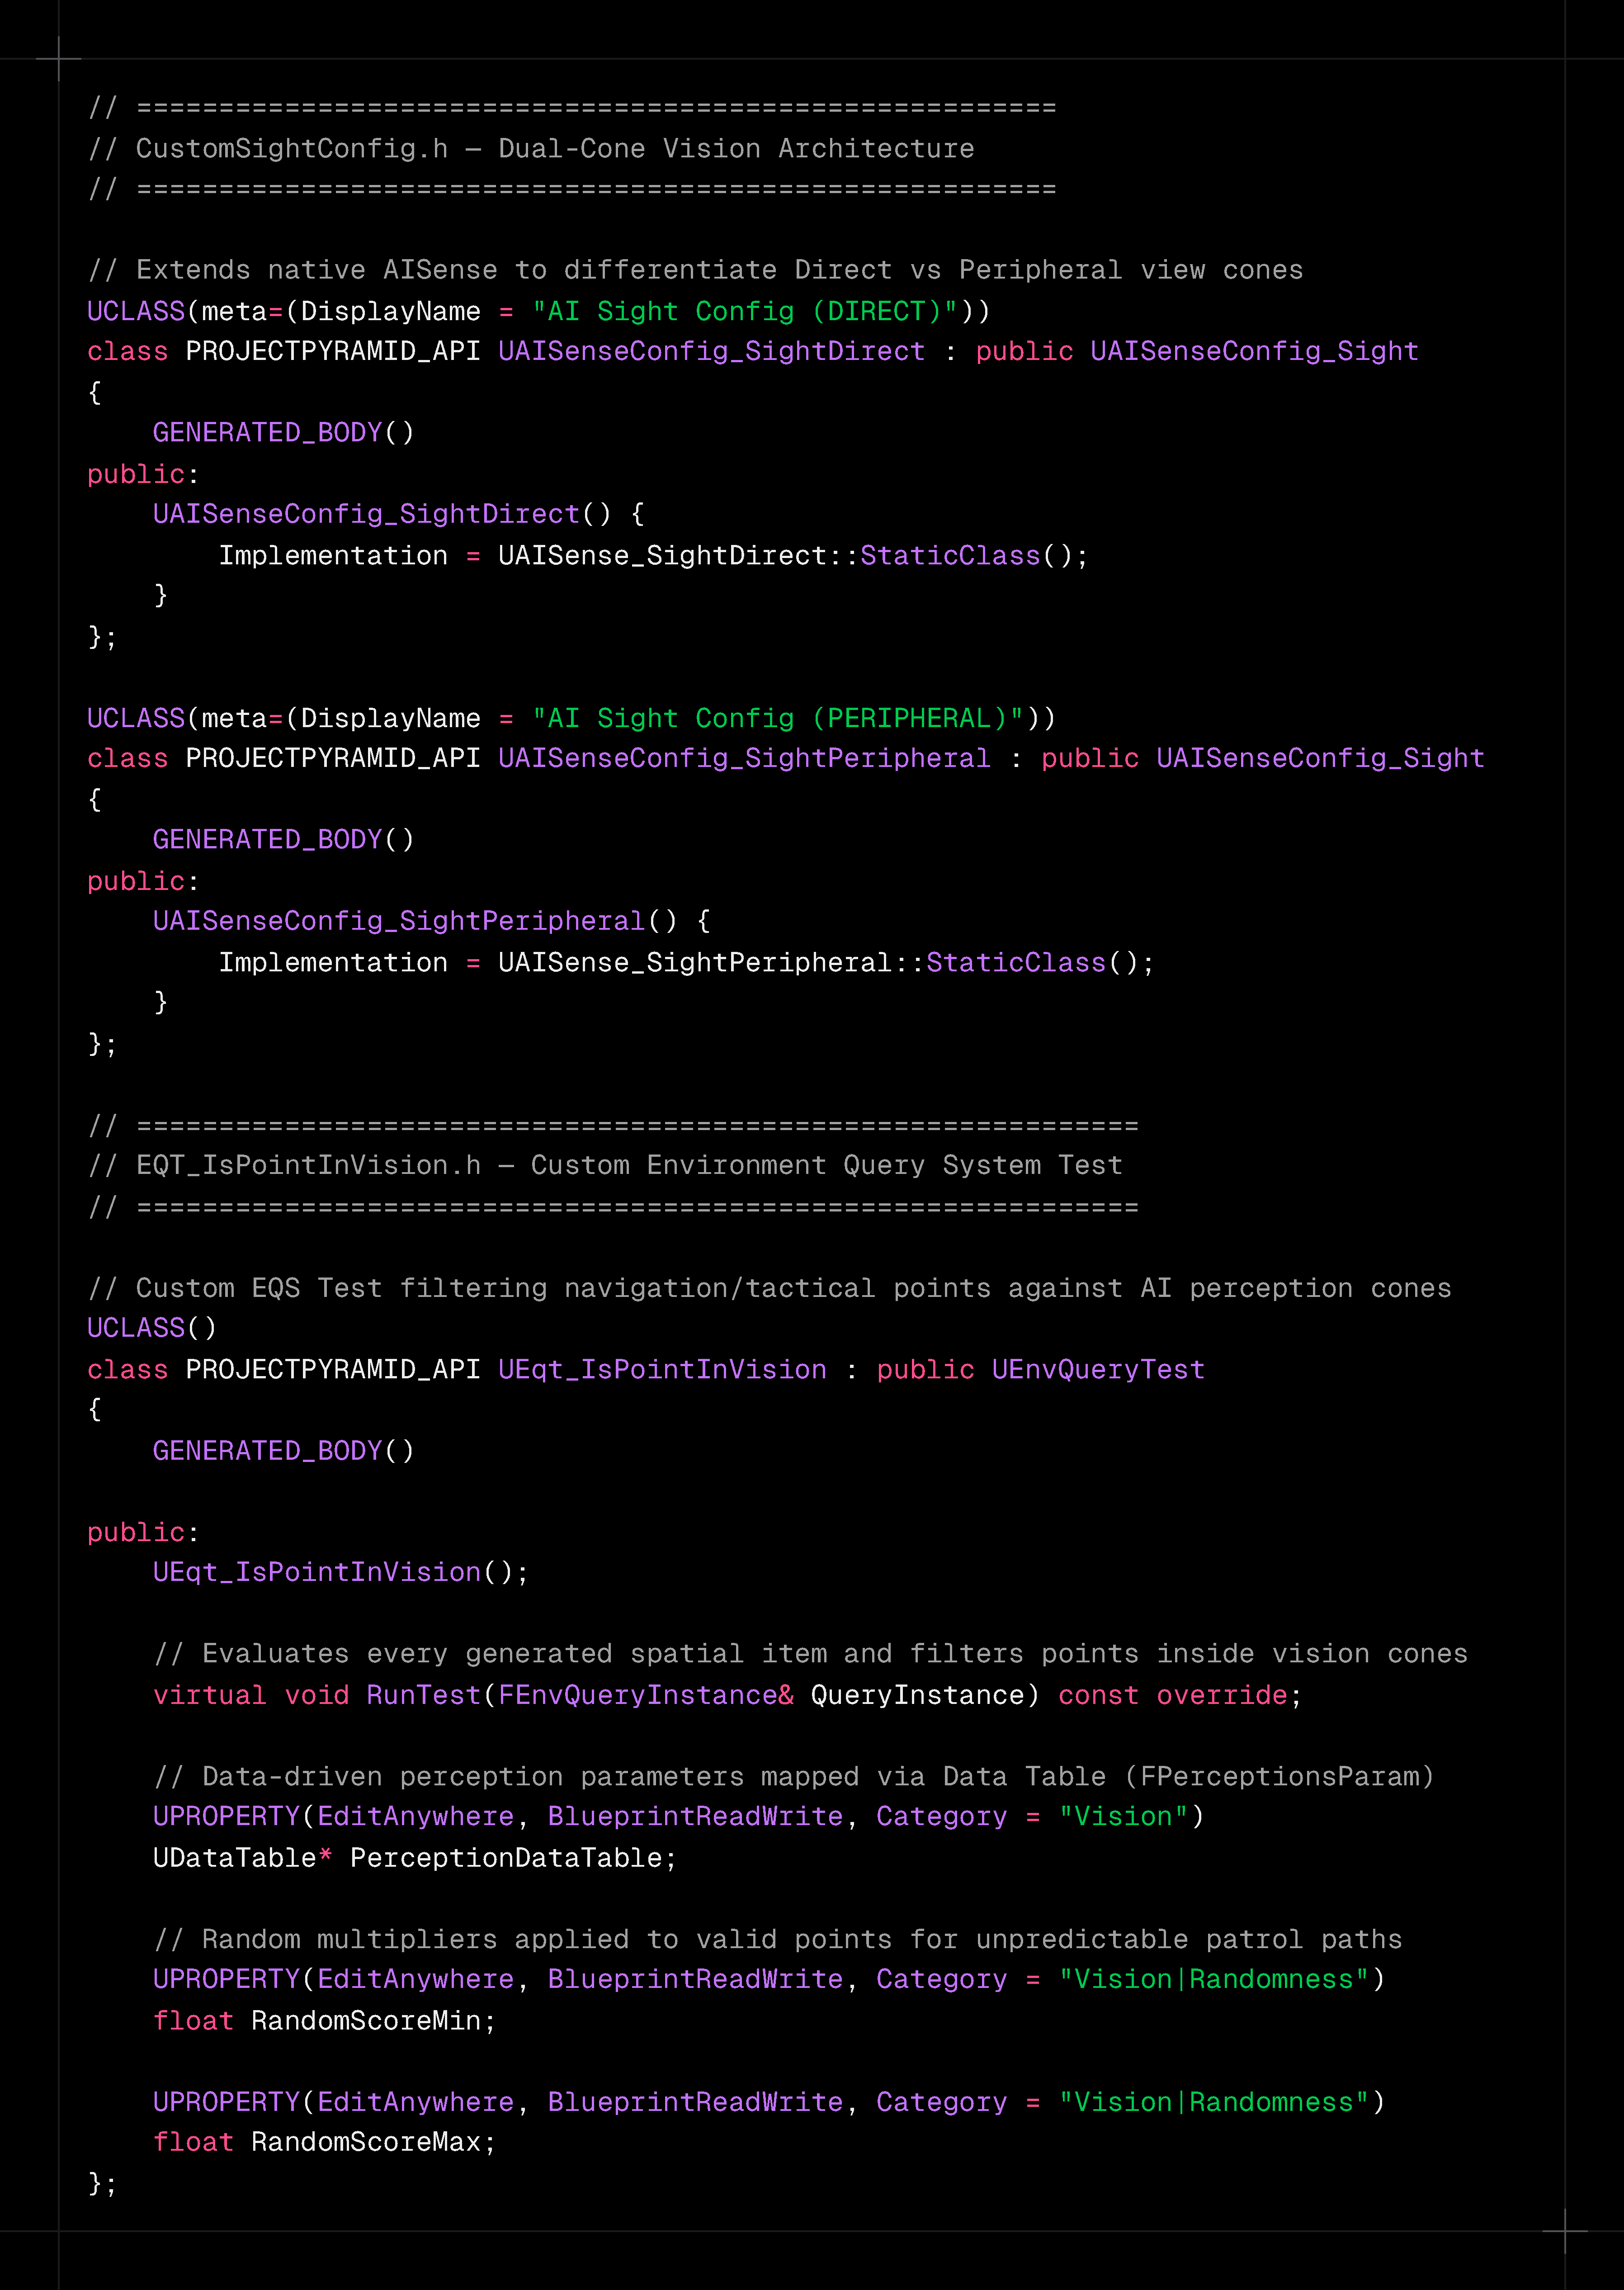 // ========================================================
// CustomSightConfig.h — Dual-Cone Vision Architecture
// ========================================================
// Extends native AISense to differentiate Direct vs Peripheral view cones
UCLASS(meta=(DisplayName = "AI Sight Config (DIRECT)"))
class PROJECTPYRAMID_API UAISenseConfig_SightDirect : public UAISenseConfig_Sight
{
    GENERATED_BODY()
public:
    UAISenseConfig_SightDirect() {
        Implementation = UAISense_SightDirect::StaticClass();
    }
};
UCLASS(meta=(DisplayName = "AI Sight Config (PERIPHERAL)"))
class PROJECTPYRAMID_API UAISenseConfig_SightPeripheral : public UAISenseConfig_Sight
{
    GENERATED_BODY()
public:
    UAISenseConfig_SightPeripheral() {
        Implementation = UAISense_SightPeripheral::StaticClass();
    }
};
// =============================================================
// EQT_IsPointInVision.h — Custom Environment Query System Test
// =============================================================
// Custom EQS Test filtering navigation/tactical points against AI perception cones
UCLASS()
class PROJECTPYRAMID_API UEqt_IsPointInVision : public UEnvQueryTest
{
    GENERATED_BODY()
public:
    UEqt_IsPointInVision();
    // Evaluates every generated spatial item and filters points inside vision cones
    virtual void RunTest(FEnvQueryInstance& QueryInstance) const override;
    // Data-driven perception parameters mapped via Data Table (FPerceptionsParam)
    UPROPERTY(EditAnywhere, BlueprintReadWrite, Category = "Vision")
    UDataTable* PerceptionDataTable;
    // Random multipliers applied to valid points for unpredictable patrol paths
    UPROPERTY(EditAnywhere, BlueprintReadWrite, Category = "Vision|Randomness")
    float RandomScoreMin;
    UPROPERTY(EditAnywhere, BlueprintReadWrite, Category = "Vision|Randomness")
    float RandomScoreMax;
};